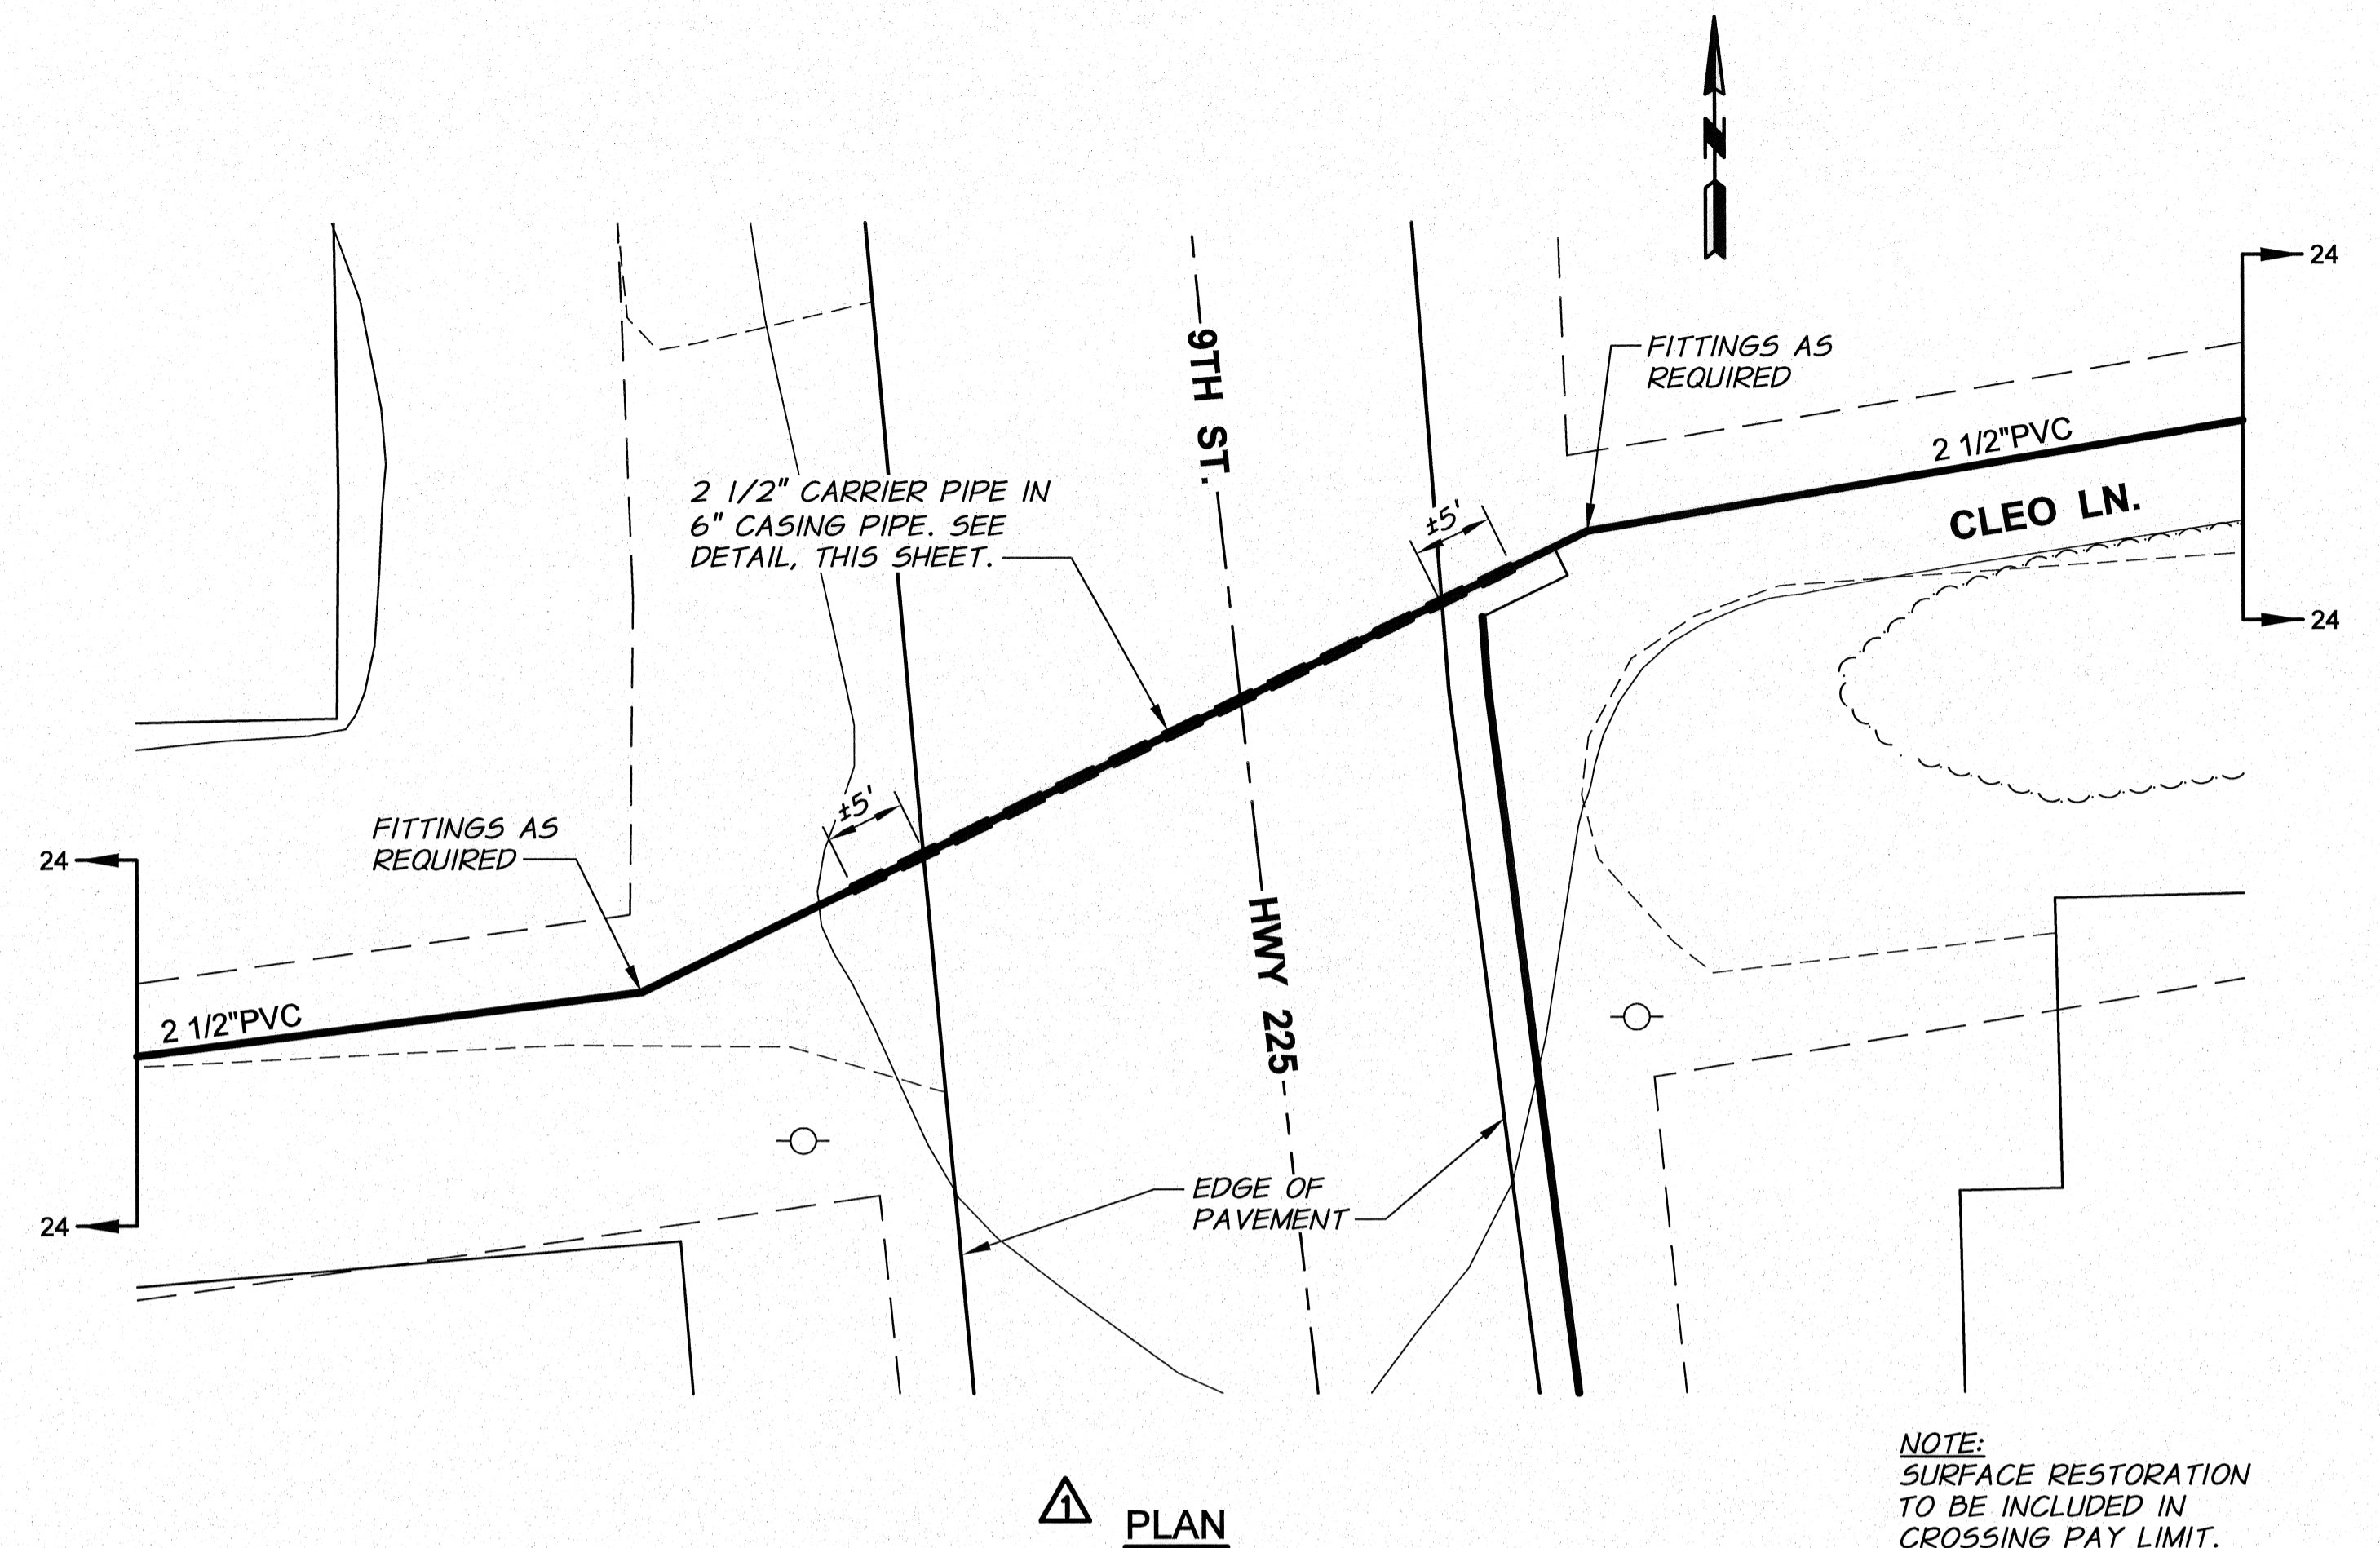 N
24
FITTINGS AS
REQUIRED
9TH ST.
2 1/2"PVC
2 1/2" CARRIER PIPE IN
6" CASING PIPE. SEE
DETAIL, THIS SHEET.
±5'
CLEO LN.
24
±5'
FITTINGS AS
REQUIRED
24
HWY 225
2 1/2"PVC
EDGE OF
PAVEMENT
24
NOTE:
SURFACE RESTORATION
TO BE INCLUDED IN
CROSSING PAY LIMIT.
1
PLAN